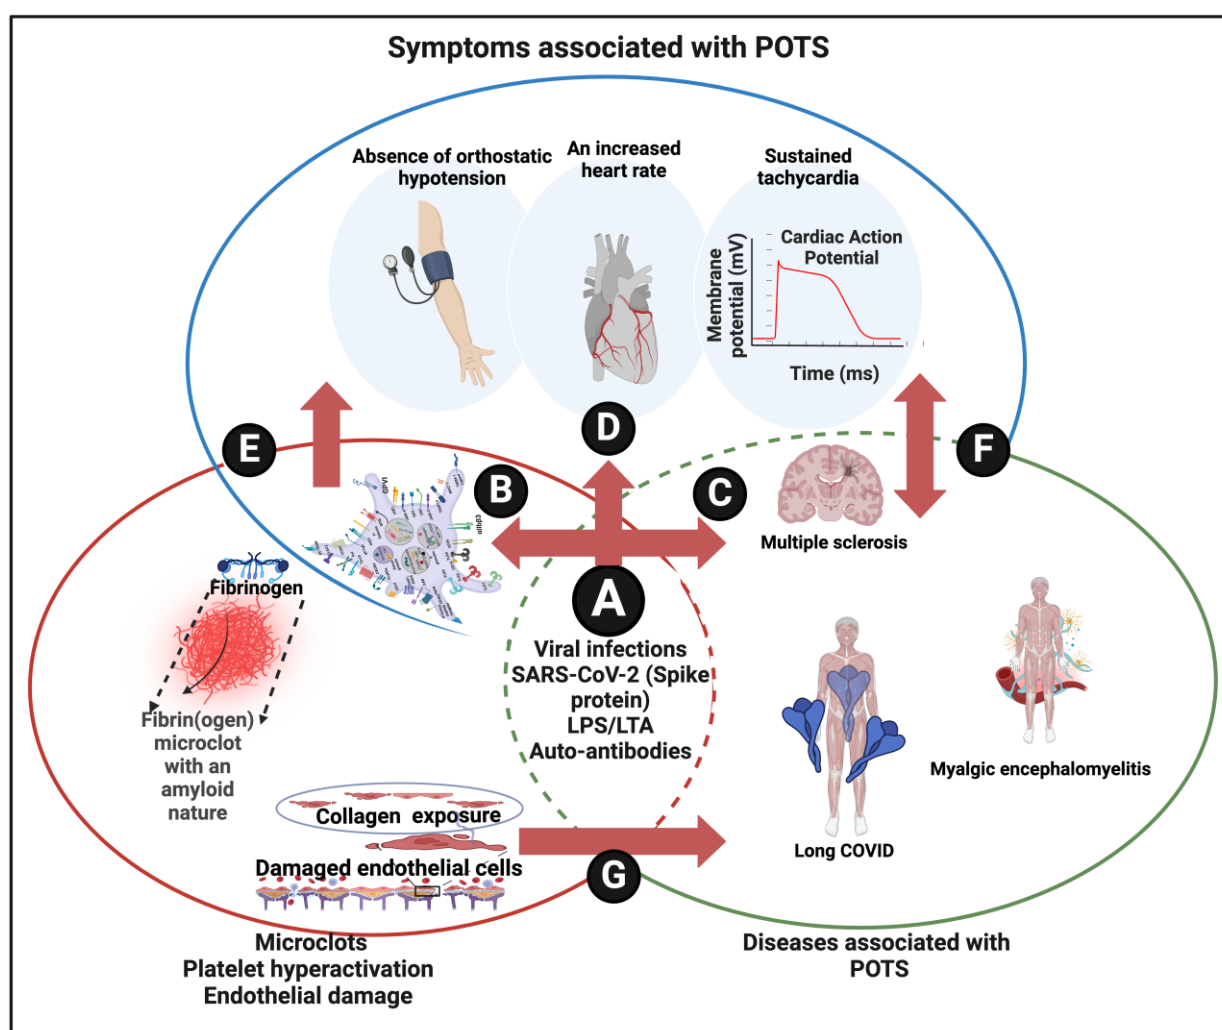 Symptoms associated with POTS
Absence of orthostatic
hypotension
An increased
heart rate
Sustained
tachycardia
Cardiac Action
Potential
Membrane
potential (mV)
Time (ms)
E
D
F
B
C
GPVI
αIIbβ3
Multiple sclerosis
A
Fibrinogen
Viral infections
SARS-CoV-2 (Spike
protein)
LPS/LTA
Auto-antibodies
Fibrin(ogen)
microclot
with an
amyloid
nature
Myalgic encephalomyelitis
Collagen exposure
Long COVID
Damaged endothelial cells
G
Microclots
Platelet hyperactivation
Endothelial damage
Diseases associated with
POTS